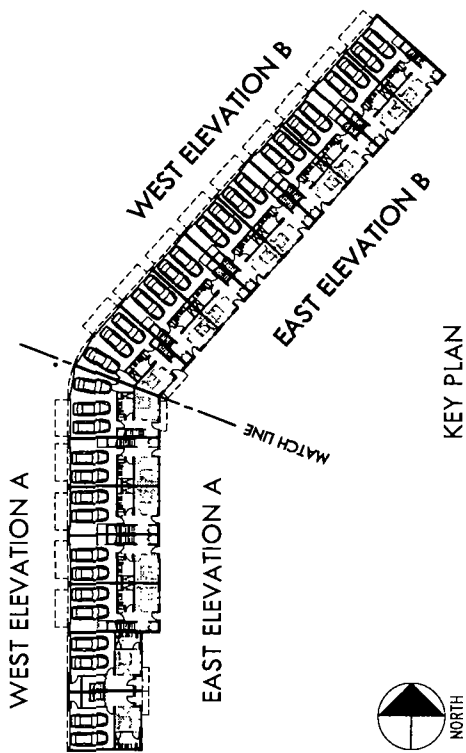 WEST ELEVATION A
WEST ELEVATION B
EAST ELEVATION A
EAST ELEVATION B
MATCH LINE
KEY PLAN
NORTH